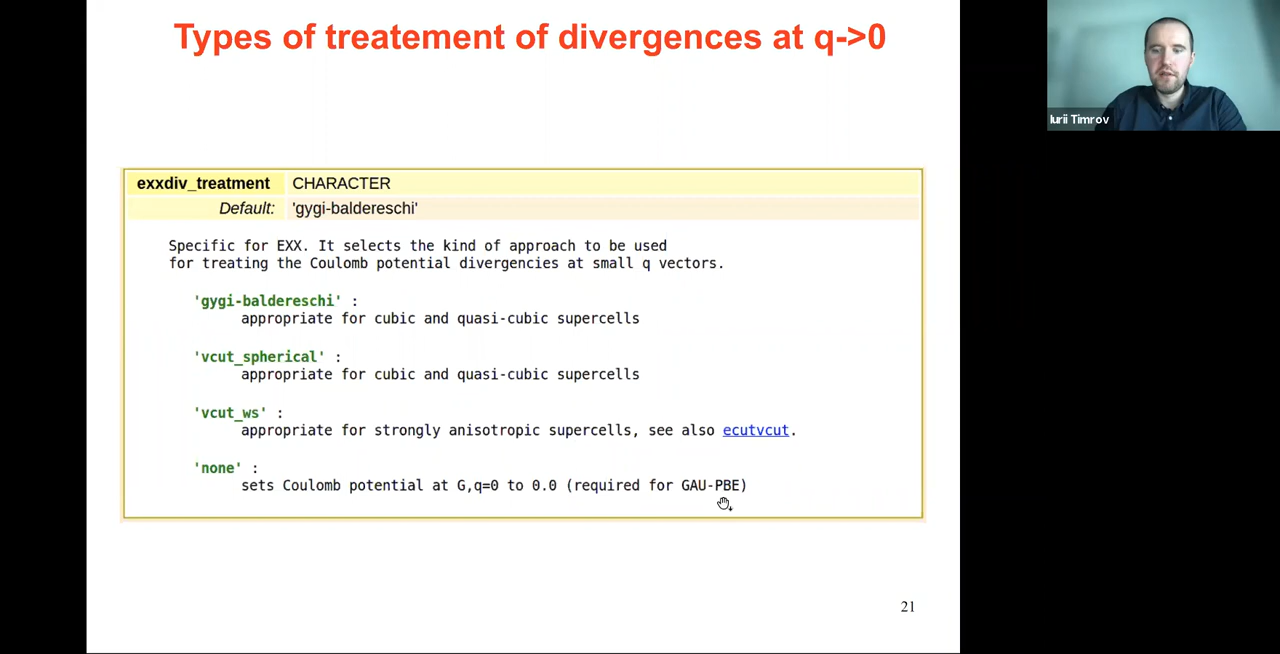 Types of treatement of divergences at q->0
Iurii Timrov
exxdiv_treatment CHARACTER
Default: 'gygi-baldereschi'
Specific for EXX. It selects the kind of approach to be used
for treating the Coulomb potential divergencies at small q vectors.
'gygi-baldereschi' :
appropriate for cubic and quasi-cubic supercells
'vcut_spherical' :
appropriate for cubic and quasi-cubic supercells
'vcut_ws' :
appropriate for strongly anisotropic supercells, see also ecutvcut.
'none' :
sets Coulomb potential at G,q=0 to 0.0 (required for GAU-PBE)
21